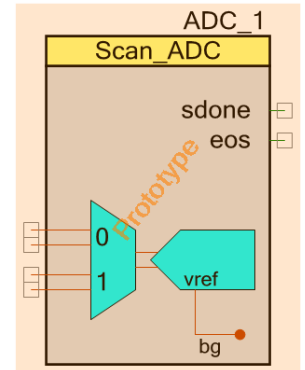 ADC_1
Scan_ADC
sdone
eos
Prototype
0
1
vref
bg